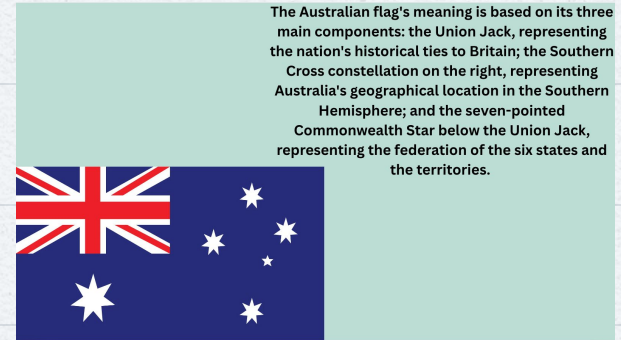 The Australian flag's meaning is based on its three
main components: the Union Jack, representing
the nation's historical ties to Britain; the Southern
Cross constellation on the right, representing
Australia's geographical location in the Southern
Hemisphere; and the seven-pointed
Commonwealth Star below the Union Jack,
representing the federation of the six states and
the territories.